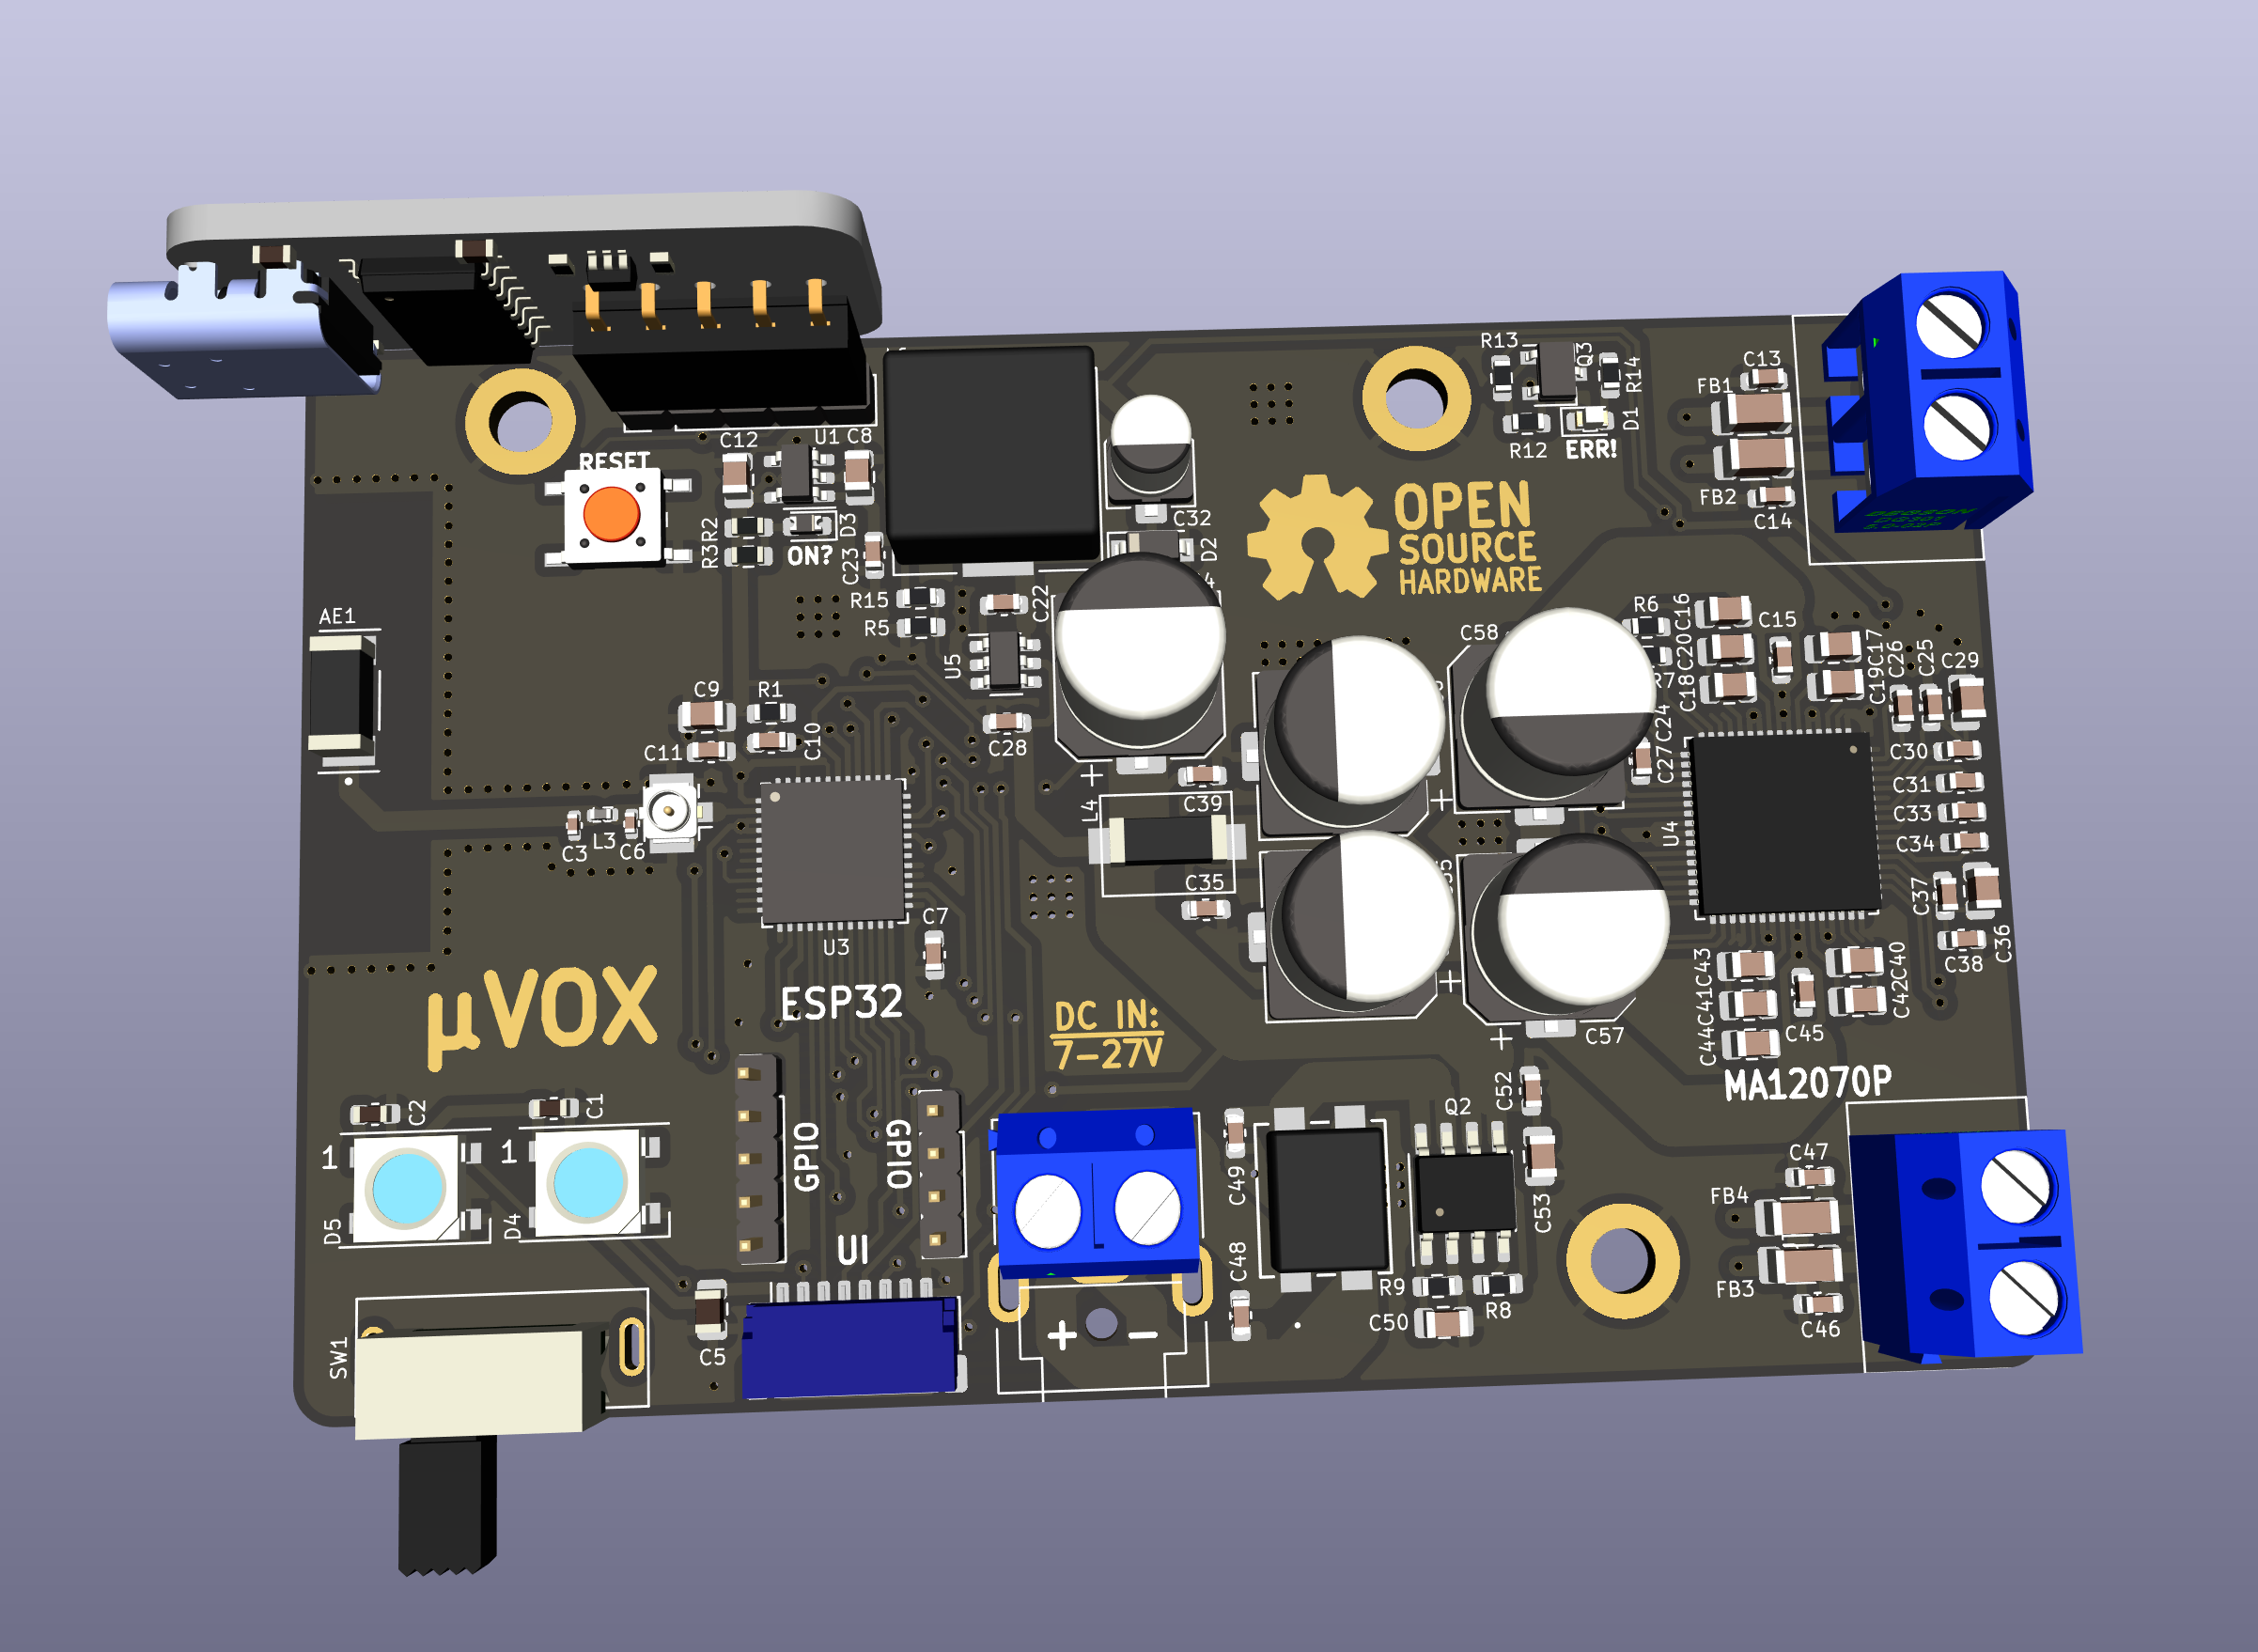 R13
Q3
R14
C13
FB1
D1
R12
ERR!
FB2
C14
RESET
C12
U1
C8
R2
R3
D3
ON?
C23
C32
D2
OPEN
SOURCE
HARDWARE
AE1
R15
R5
C22
U5
C28
C58
R6
R7
C16
C20
C18
C15
C17
C19
C26
C25
C29
C9
R1
C11
C10
C24
C27
C30
C31
C33
C34
U4
+
L4
C39
+
C3
L3
C6
C35
C37
C36
C38
U3
C7
ESP32
µVOX
DC IN:
7-27V
+
+
C57
C43
C41
C44
C45
C40
C42
MA12070P
C2
C1
1
1
D5
D4
GPIO
GPIO
UI
C52
Q2
C49
C53
C48
R9
R8
C50
C47
FB4
FB3
C46
SW1
C5
+ −